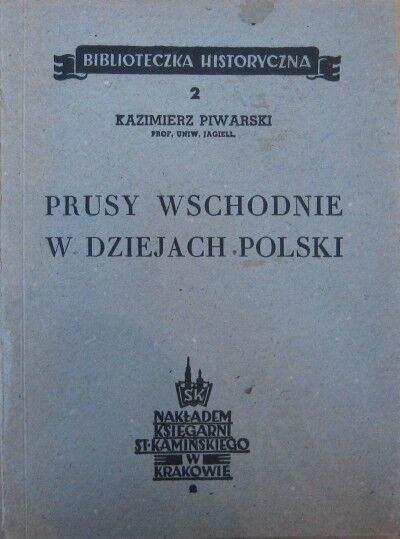 BIBLIOTECZKA HISTORYCZNA
2
KAZIMIERZ PIWARSKI
PROF. UNIW. JAGIELL.
PRUSY WSCHODNIE
W DZIEJACH POLSKI
SK
NAKŁADEM
KSIĘGARNI
ST. KAMIŃSKIEGO
W
KRAKOWIE